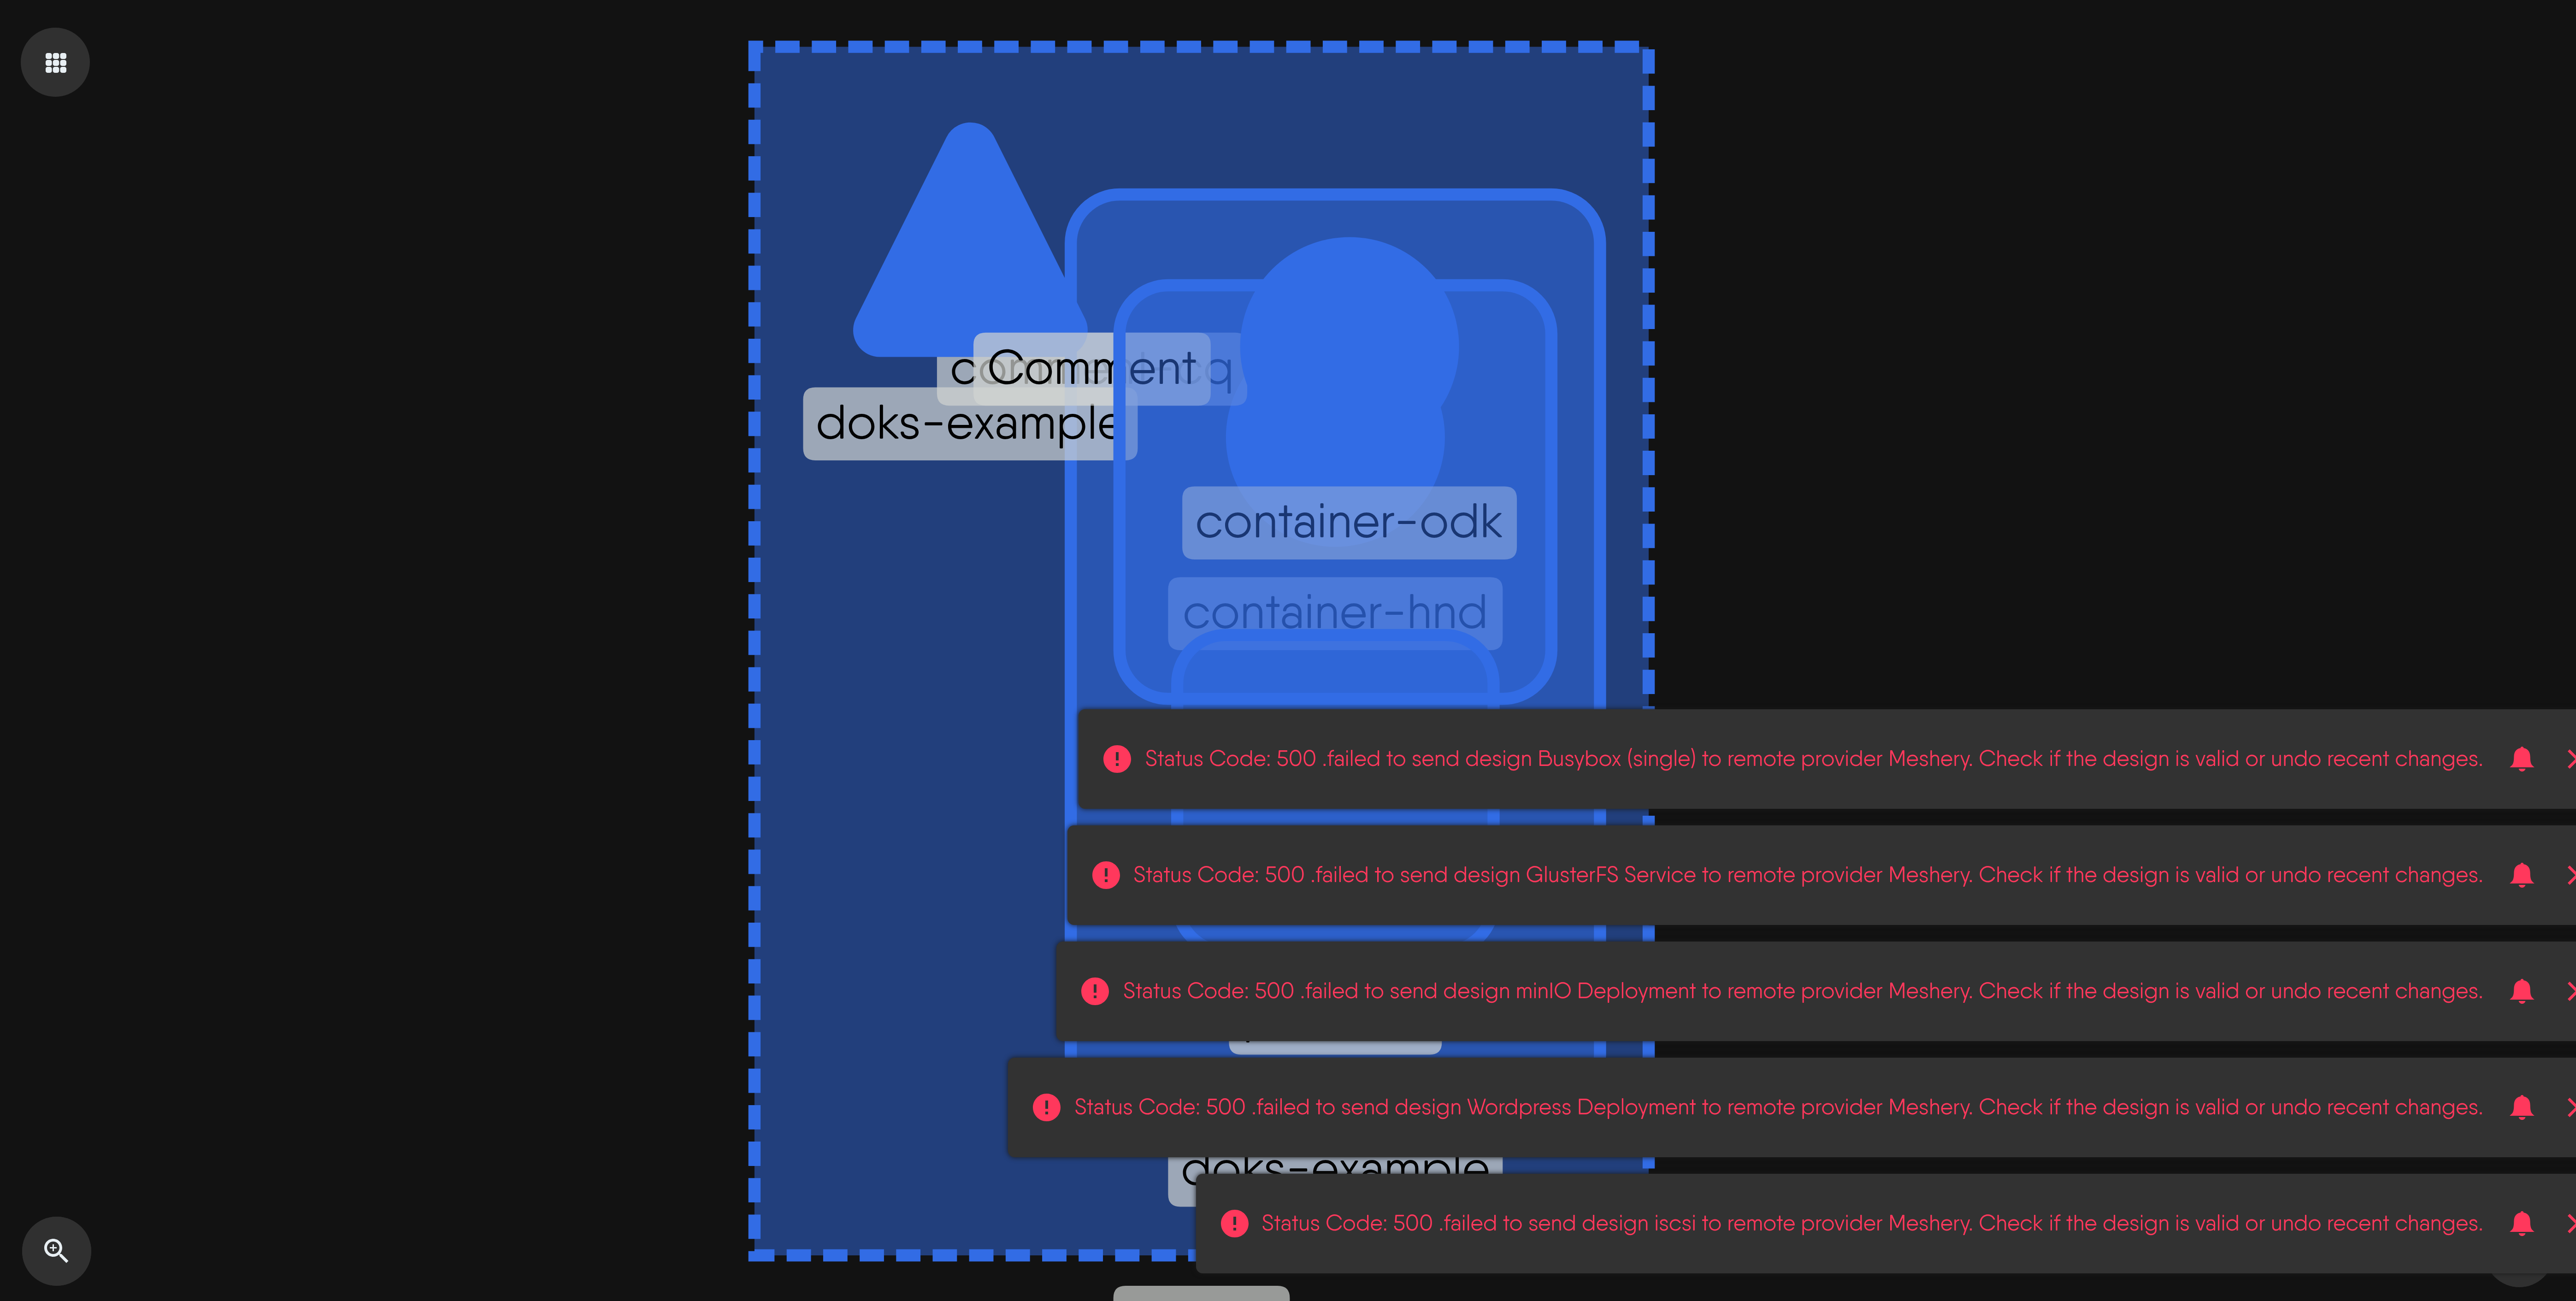 Comment
doks-example
container-odk
container-hnd
Status Code: 500 .failed to send design Busybox (single) to remote provider Meshery. Check if the design is valid or undo recent changes.
Status Code: 500 .failed to send design GlusterFS Service to remote provider Meshery. Check if the design is valid or undo recent changes.
Status Code: 500 .failed to send design minIO Deployment to remote provider Meshery. Check if the design is valid or undo recent changes.
Status Code: 500 .failed to send design Wordpress Deployment to remote provider Meshery. Check if the design is valid or undo recent changes.
doks-example
Status Code: 500 .failed to send design iscsi to remote provider Meshery. Check if the design is valid or undo recent changes.